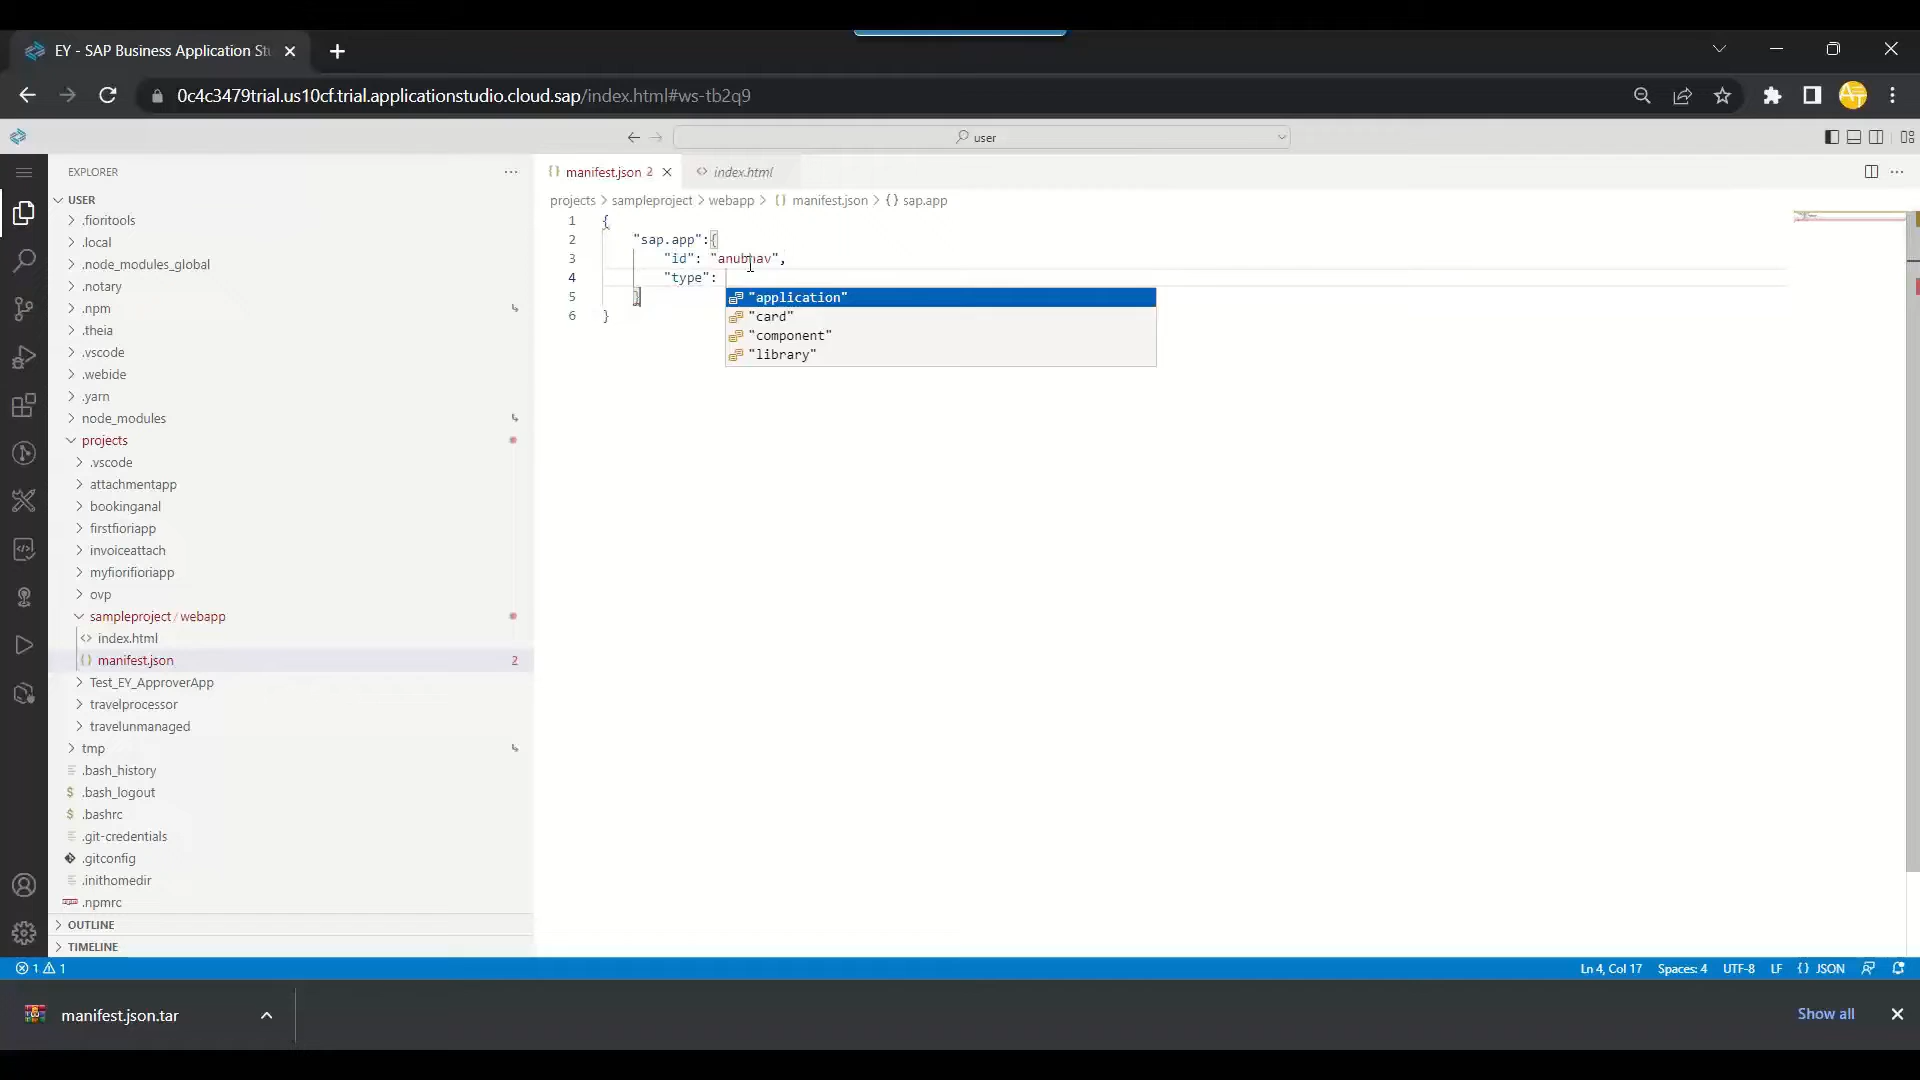 EY - SAP Business Application Stu
0c4c3479trial.us10cf.trial.applicationstudio.cloud.sap/index.html#ws-tb2q9
user
EXPLORER
USER
.fioritools
.local
.node_modules_global
.notary
.npm
.theia
.vscode
.webide
.yarn
node_modules
projects
.vscode
attachmentapp
bookinganal
firstfioriapp
invoiceattach
myfiorifioriapp
ovp
sampleproject / webapp
<> index.html
{} manifest.json 2
Test_EY_ApproverApp
travelprocessor
travelunmanaged
tmp
.bash_history
$ .bash_logout
$ .bashrc
.git-credentials
.gitconfig
.inithomedir
npm .npmrc
OUTLINE
TIMELINE
{} manifest.json 2
<> index.html
projects > sampleproject > webapp > {} manifest.json > {} sap.app
1 {
2 "sap.app":{
3 "id": "anubhav",
4 "type":
5 }
6 }
"application"
"card"
"component"
"library"
1 1
Ln 4, Col 17 Spaces: 4 UTF-8 LF {} JSON
manifest.json.tar
Show all